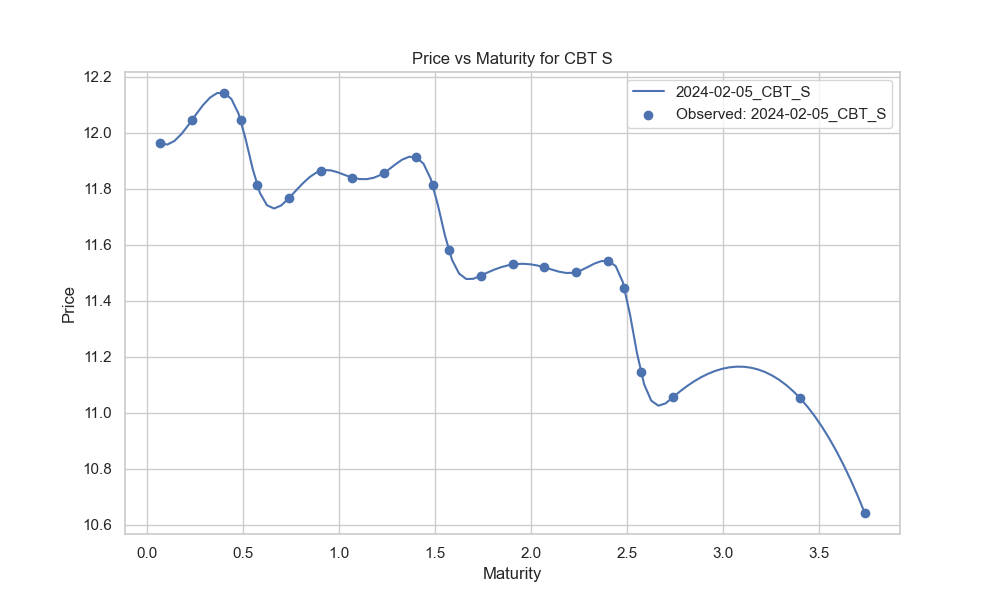 Price vs Maturity for CBT S
2024-02-05_CBT_S
Observed: 2024-02-05_CBT_S
Price
12.2
12.0
11.8
11.6
11.4
11.2
11.0
10.8
10.6
0.0 0.5 1.0 1.5 2.0 2.5 3.0 3.5
Maturity